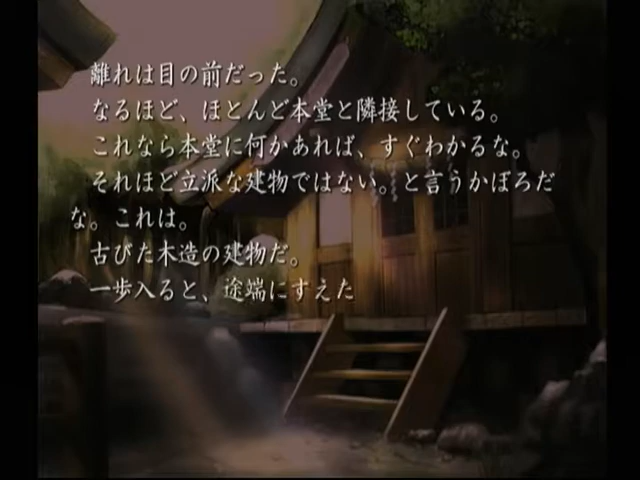 離れは目の前だった。
なるほど、ほとんど本堂と隣接している。
これなら本堂に何かあれば、すぐわかるな。
それほど立派な建物ではない。と言うかぼろだ
な。これは。
古びた木造の建物だ。
一歩入ると、途端にすえた